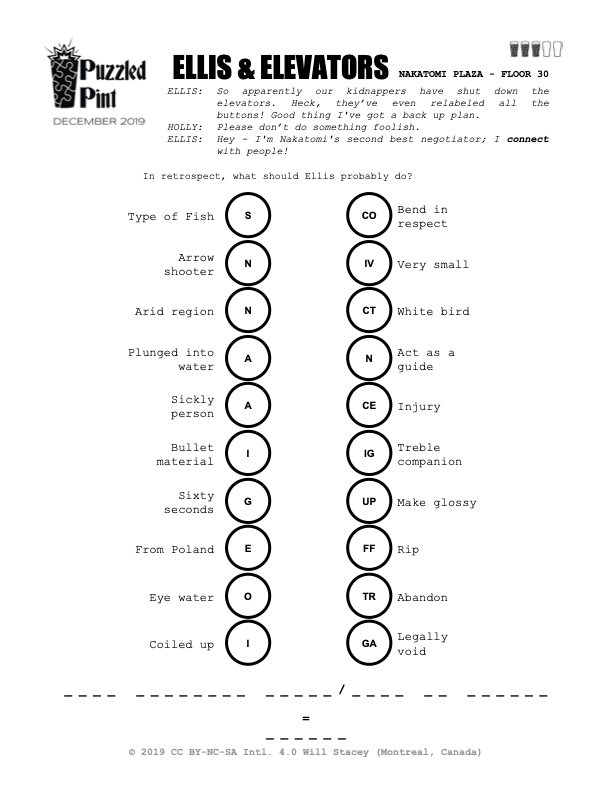 Puzzled
Pint
DECEMBER 2019
ELLIS & ELEVATORS NAKATOMI PLAZA - FLOOR 30
ELLIS: So apparently our kidnappers have shut down the
elevators. Heck, they've even relabeled all the
buttons! Good thing I've got a back up plan.
HOLLY: Please don't do something foolish.
ELLIS: Hey - I'm Nakatomi's second best negotiator; I connect
with people!
In retrospect, what should Ellis probably do?
Type of Fish S CO Bend in
respect
Arrow
shooter N IV Very small
Arid region N CT White bird
Plunged into
water A N Act as a
guide
Sickly
person A CE Injury
Bullet
material I IG Treble
companion
Sixty
seconds G UP Make glossy
From Poland E FF Rip
Eye water O TR Abandon
Coiled up I GA Legally
void
_ _ _ _ _ _ _ _ _ _ _ _ _ _ _ _ _ / _ _ _ _ _ _ _ _ _ _ _ _
=
_ _ _ _ _ _
© 2019 CC BY-NC-SA Intl. 4.0 Will Stacey (Montreal, Canada)